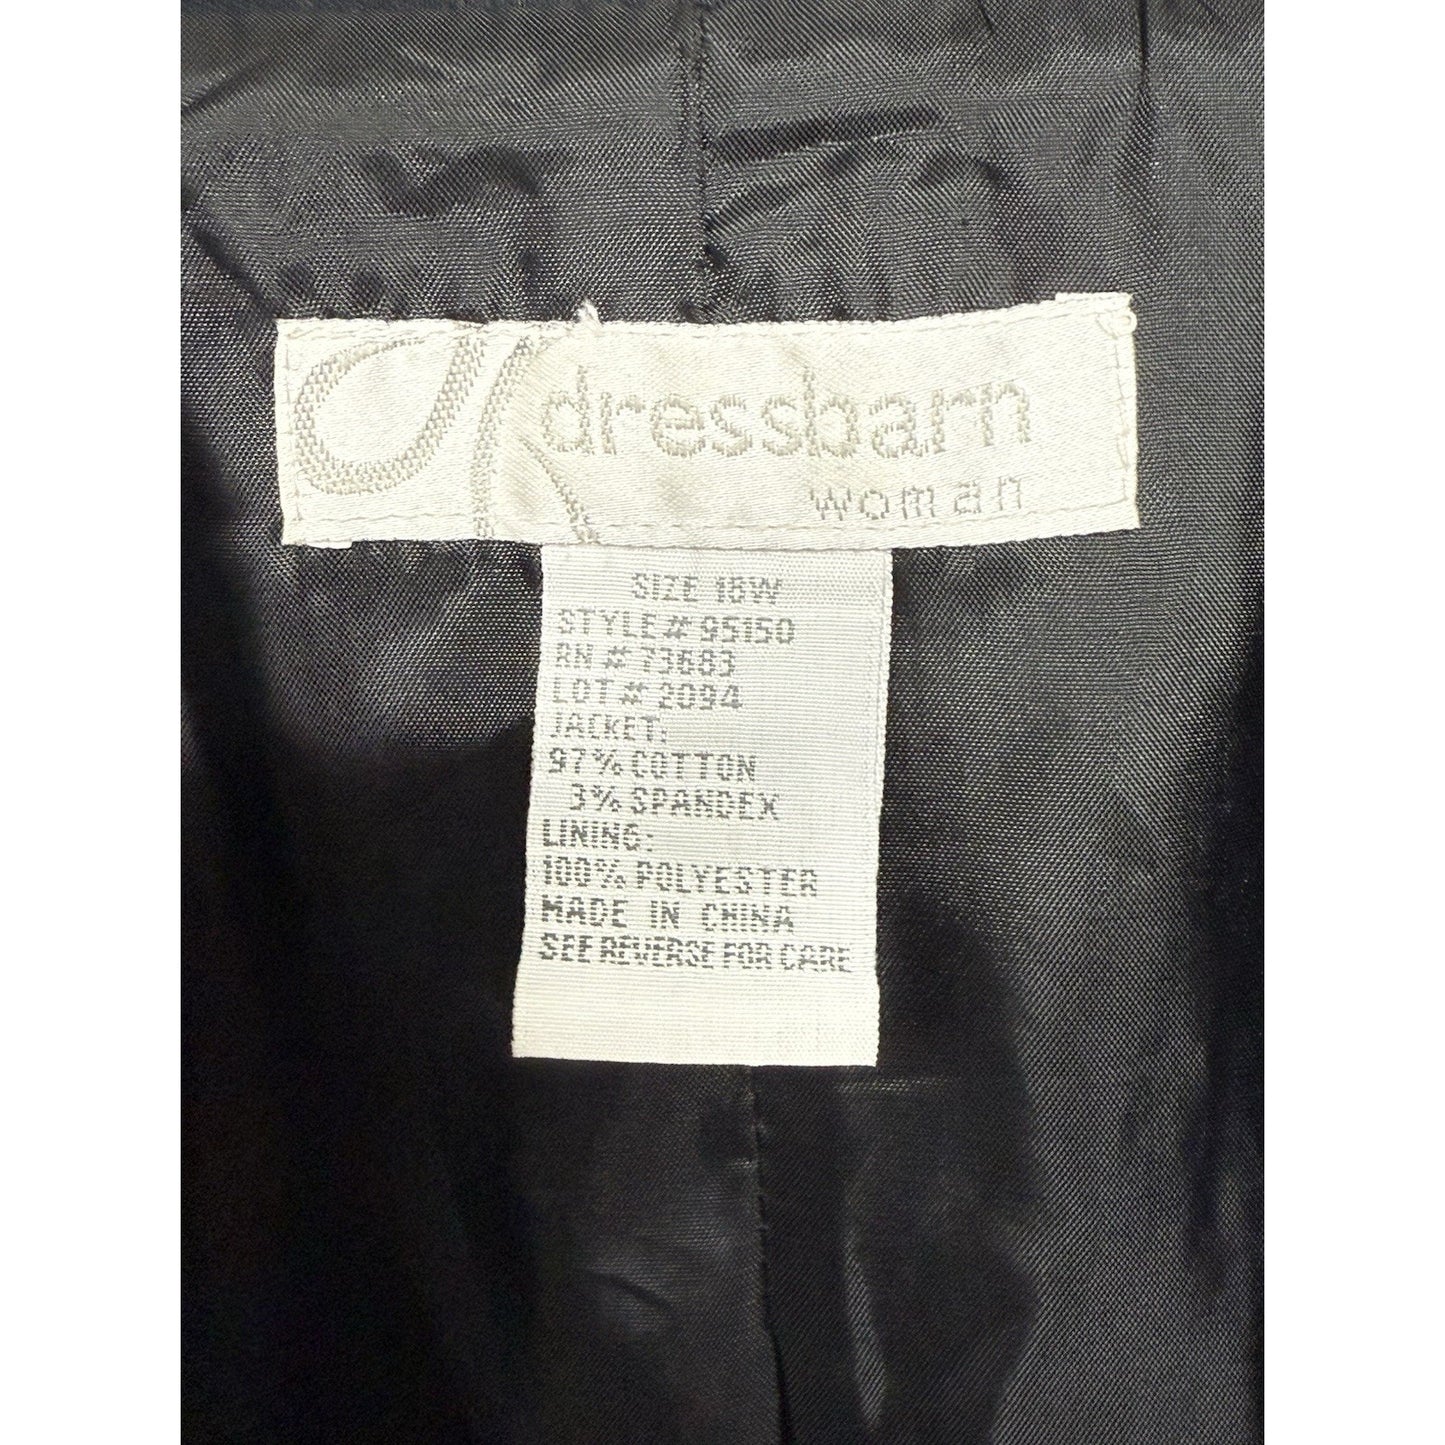 dressbarn
woman
SIZE 16W
STYLE# 95150
RN # 73683
LOT# 2094
JACKET:
97% COTTON
3% SPANDEX
LINING:
100% POLYESTER
MADE IN CHINA
SEE REVERSE FOR CARE